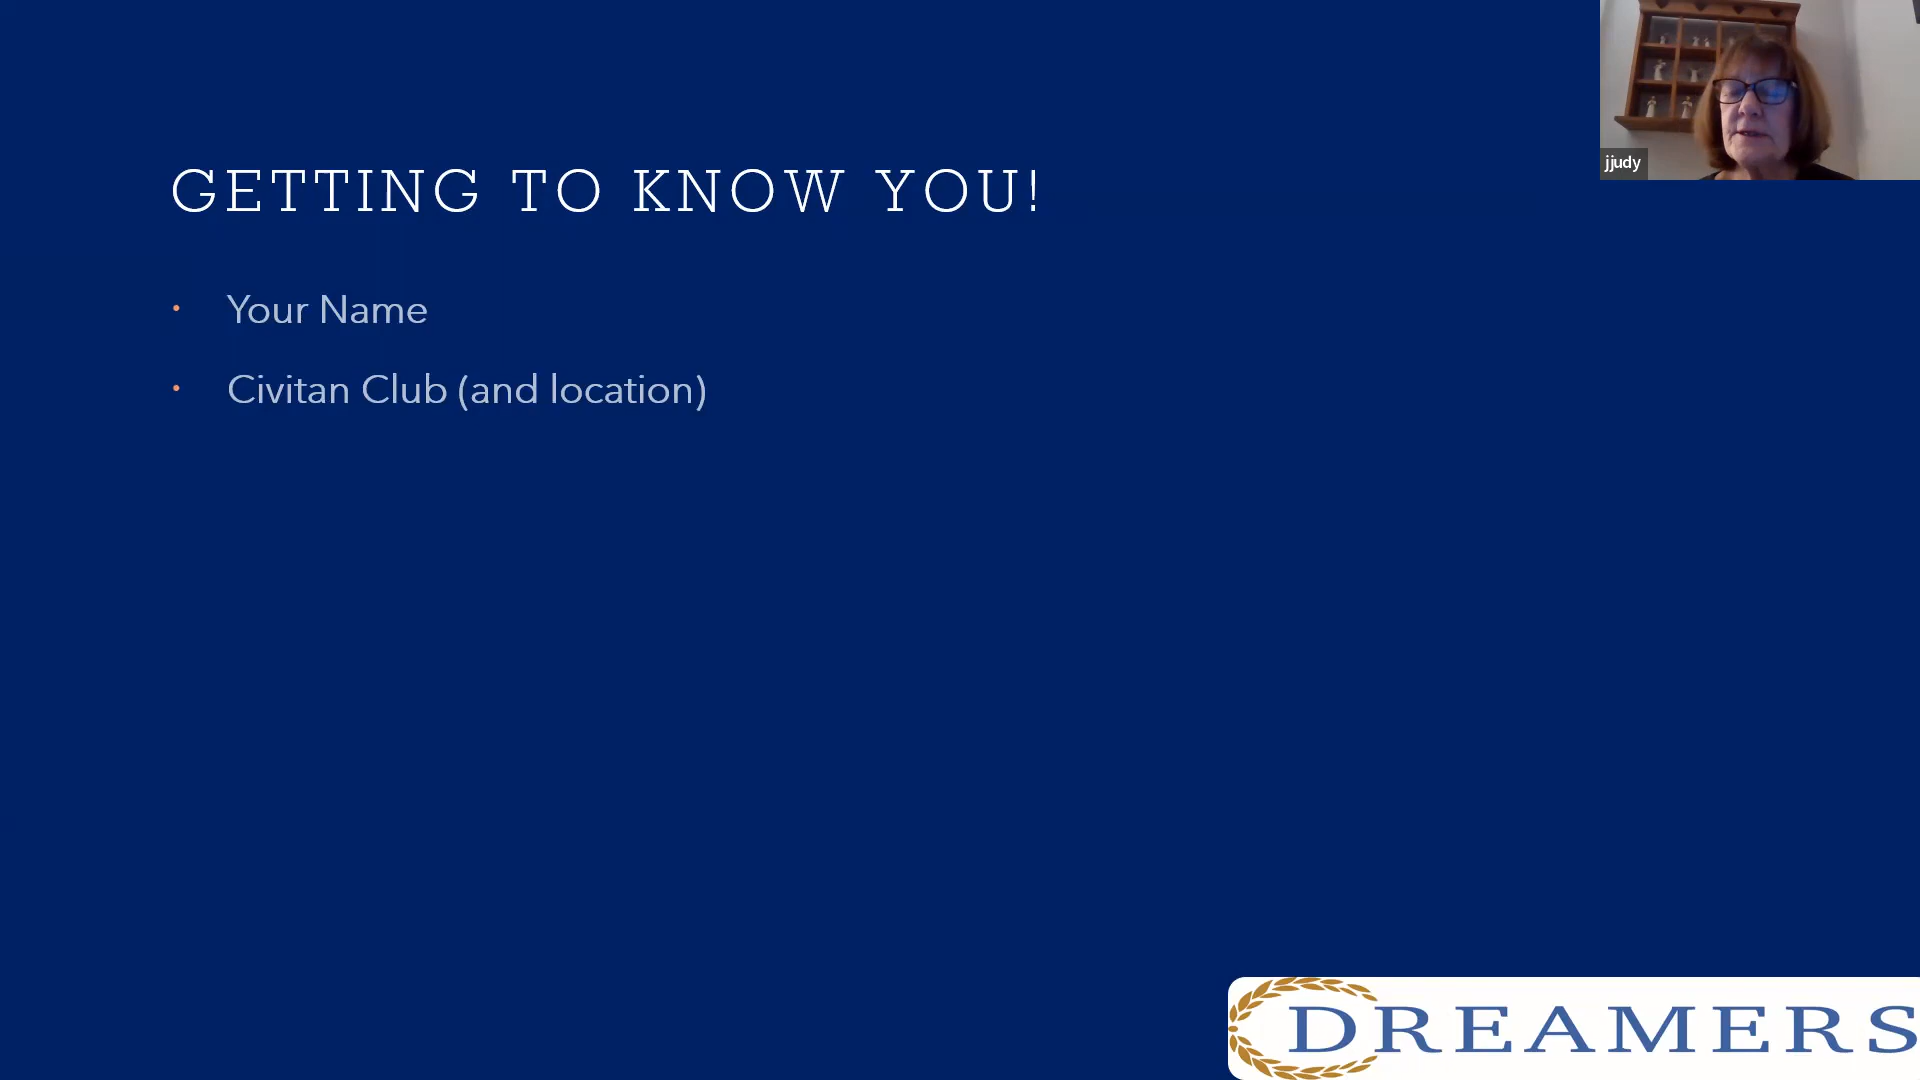 jjudy
GETTING TO KNOW YOU!
• Your Name
• Civitan Club (and location)
DREAMERS